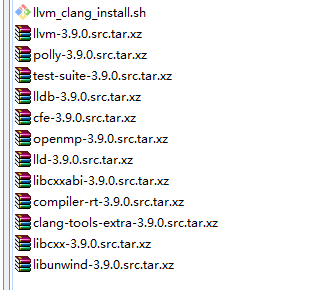 llvm_clang_install.sh
llvm-3.9.0.src.tar.xz
polly-3.9.0.src.tar.xz
test-suite-3.9.0.src.tar.xz
lldb-3.9.0.src.tar.xz
cfe-3.9.0.src.tar.xz
openmp-3.9.0.src.tar.xz
lld-3.9.0.src.tar.xz
libcxxabi-3.9.0.src.tar.xz
compiler-rt-3.9.0.src.tar.xz
clang-tools-extra-3.9.0.src.tar.xz
libcxx-3.9.0.src.tar.xz
libunwind-3.9.0.src.tar.xz